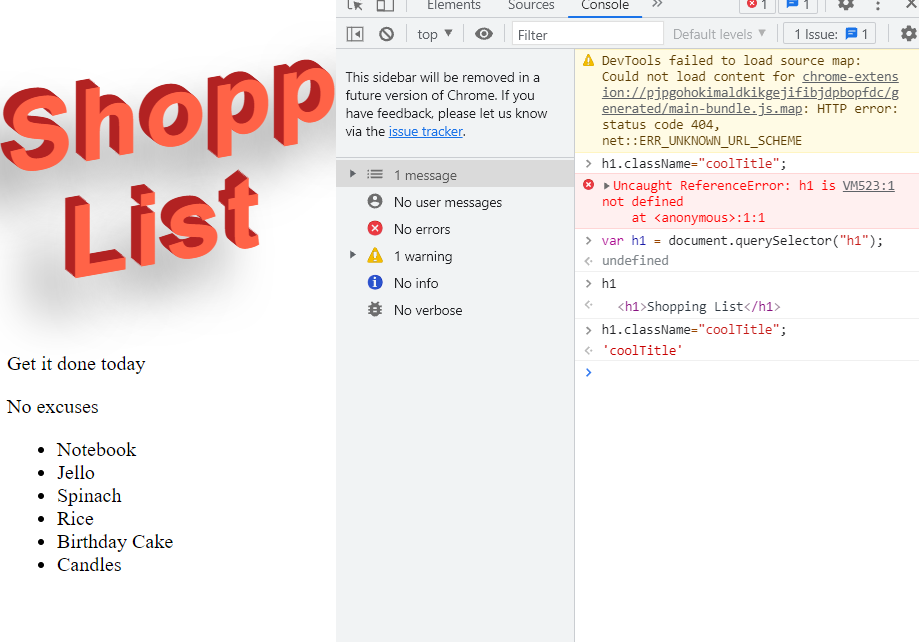 Shopp
List
Get it done today
No excuses
Notebook
Jello
Spinach
Rice
Birthday Cake
Candles
Elements Sources Console 1 1
top Filter Default levels 1 Issue: 1
This sidebar will be removed in a
future version of Chrome. If you
have feedback, please let us know
via the issue tracker.
1 message
No user messages
No errors
1 warning
No info
No verbose
DevTools failed to load source map:
Could not load content for chrome-extens
ion://pjpgohokimaldkikgejifibjdpbopfdc/g
enerated/main-bundle.js.map: HTTP error:
status code 404,
net::ERR_UNKNOWN_URL_SCHEME
h1.className="coolTitle";
Uncaught ReferenceError: h1 is VM523:1
not defined
at <anonymous>:1:1
var h1 = document.querySelector("h1");
undefined
h1
<h1>Shopping List</h1>
h1.className="coolTitle";
'coolTitle'